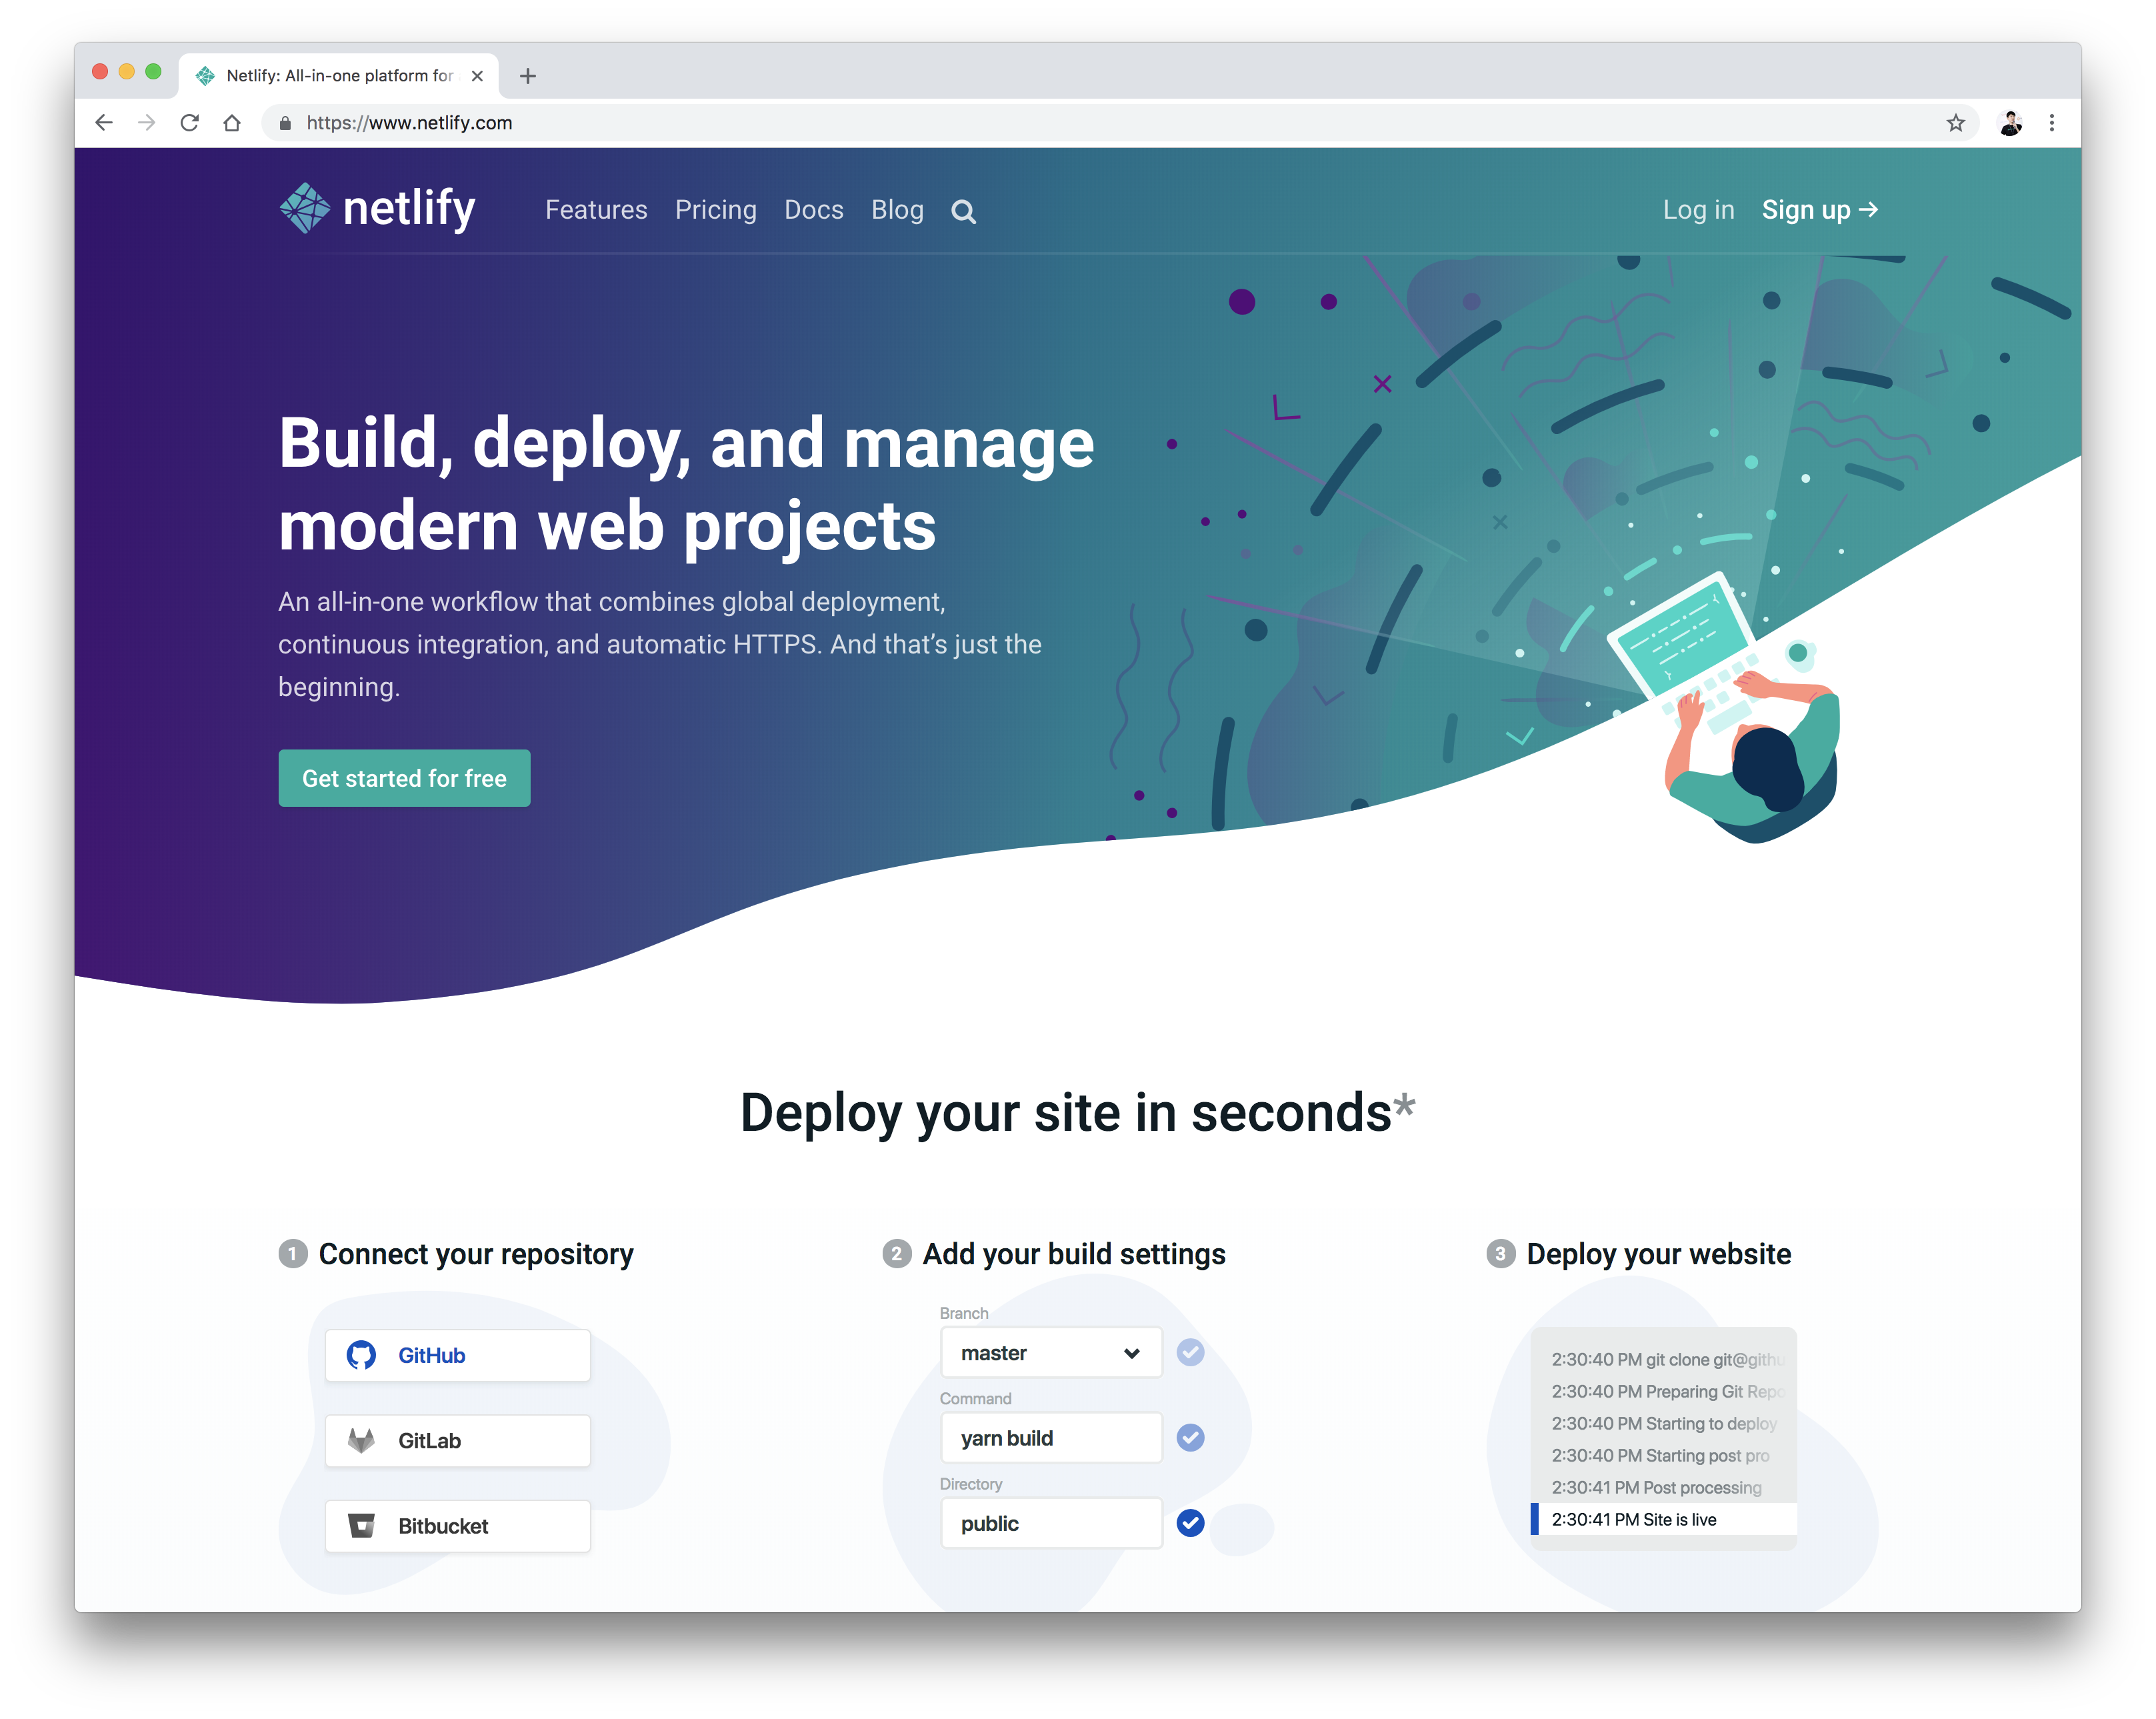 Netlify: All-in-one platform for
https://www.netlify.com
netlify
Features Pricing Docs Blog
Log in Sign up →
Build, deploy, and manage
modern web projects
An all-in-one workflow that combines global deployment,
continuous integration, and automatic HTTPS. And that’s just the
beginning.
Get started for free
Deploy your site in seconds*
1 Connect your repository
GitHub
GitLab
Bitbucket
2 Add your build settings
Branch
master
Command
yarn build
Directory
public
3 Deploy your website
2:30:40 PM git clone git@githu
2:30:40 PM Preparing Git Repo
2:30:40 PM Starting to deploy
2:30:40 PM Starting post pro
2:30:41 PM Post processing
2:30:41 PM Site is live